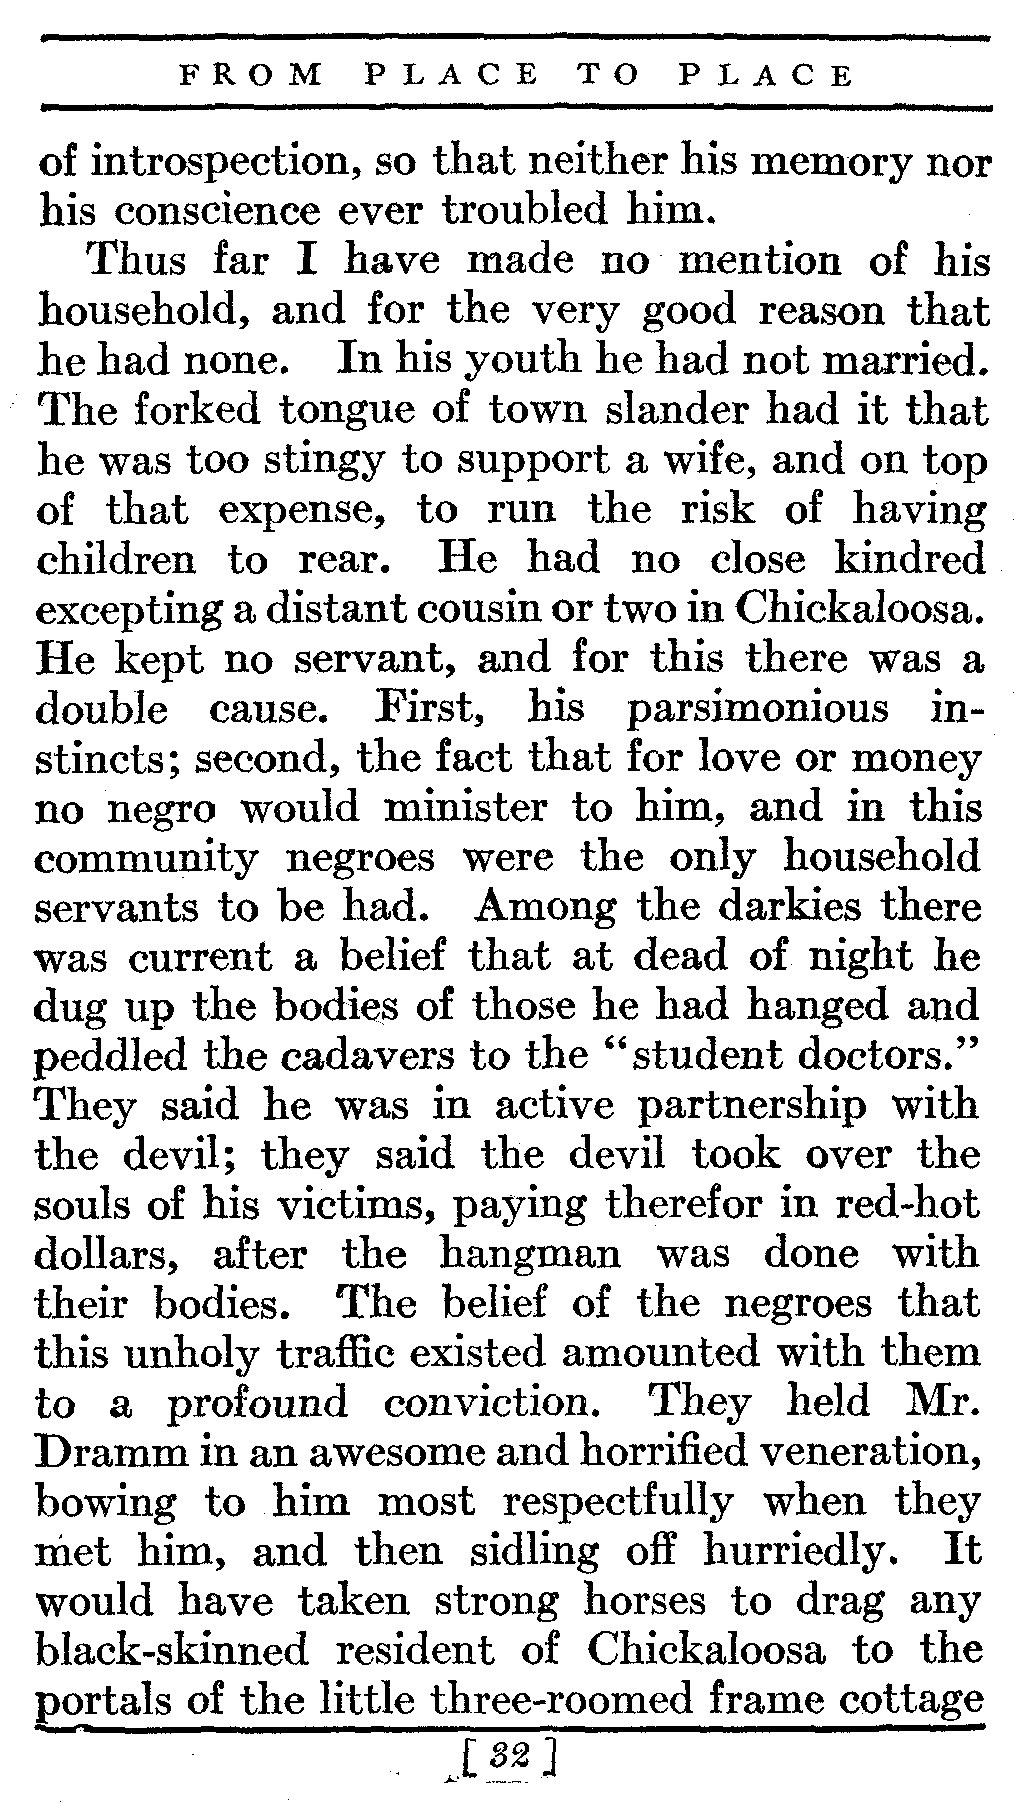 FROM PLACE TO PLACE
of introspection, so that neither his memory nor
his conscience ever troubled him.
Thus far I have made no mention of his
household, and for the very good reason that
he had none. In his youth he had not married.
The forked tongue of town slander had it that
he was too stingy to support a wife, and on top
of that expense, to run the risk of having
children to rear. He had no close kindred
excepting a distant cousin or two in Chickaloosa.
He kept no servant, and for this there was a
double cause. First, his parsimonious in-
stincts; second, the fact that for love or money
no negro would minister to him, and in this
community negroes were the only household
servants to be had. Among the darkies there
was current a belief that at dead of night he
dug up the bodies of those he had hanged and
peddled the cadavers to the “student doctors.”
They said he was in active partnership with
the devil; they said the devil took over the
souls of his victims, paying therefor in red-hot
dollars, after the hangman was done with
their bodies. The belief of the negroes that
this unholy traffic existed amounted with them
to a profound conviction. They held Mr.
Dramm in an awesome and horrified veneration,
bowing to him most respectfully when they
met him, and then sidling off hurriedly. It
would have taken strong horses to drag any
black-skinned resident of Chickaloosa to the
portals of the little three-roomed frame cottage
[32]